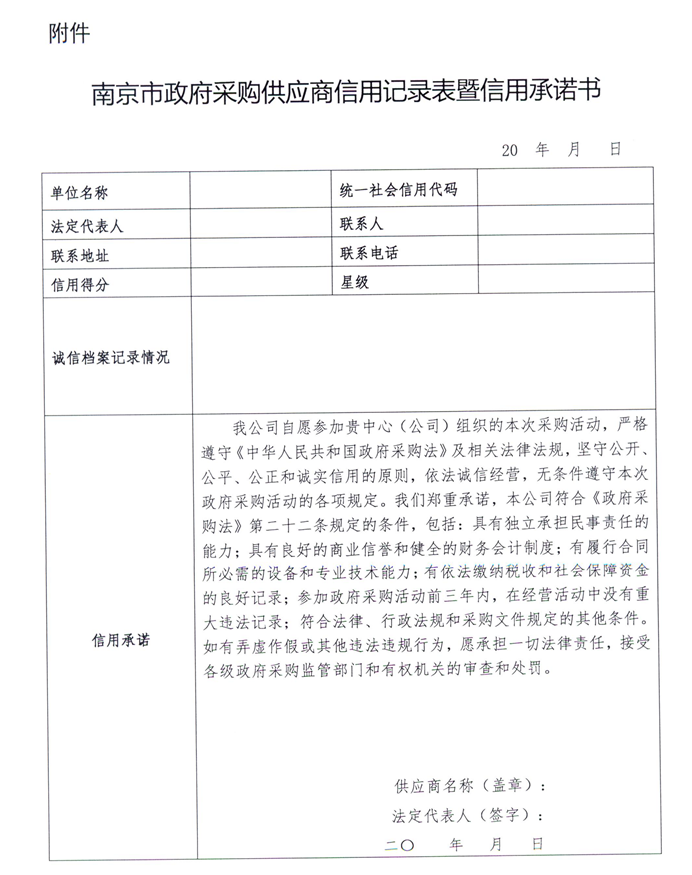 附件
南京市政府采购供应商信用记录表暨信用承诺书
20 年 月 日
单位名称 统一社会信用代码
法定代表人 联系人
联系地址 联系电话
信用得分 星级
诚信档案记录情况
信用承诺
我公司自愿参加贵中心（公司）组织的本次采购活动，严格
遵守《中华人民共和国政府采购法》及相关法律法规，坚守公开、
公平、公正和诚实信用的原则，依法诚信经营，无条件遵守本次
政府采购活动的各项规定。我们郑重承诺，本公司符合《政府采
购法》第二十二条规定的条件，包括：具有独立承担民事责任的
能力；具有良好的商业信誉和健全的财务会计制度；有履行合同
所必需的设备和专业技术能力；有依法缴纳税收和社会保障资金
的良好记录；参加政府采购活动前三年内，在经营活动中没有重
大违法记录；符合法律、行政法规和采购文件规定的其他条件。
如有弄虚作假或其他违法违规行为，愿承担一切法律责任，接受
各级政府采购监管部门和有权机关的审查和处罚。
供应商名称（盖章）：
法定代表人（签字）：
二〇 年 月 日